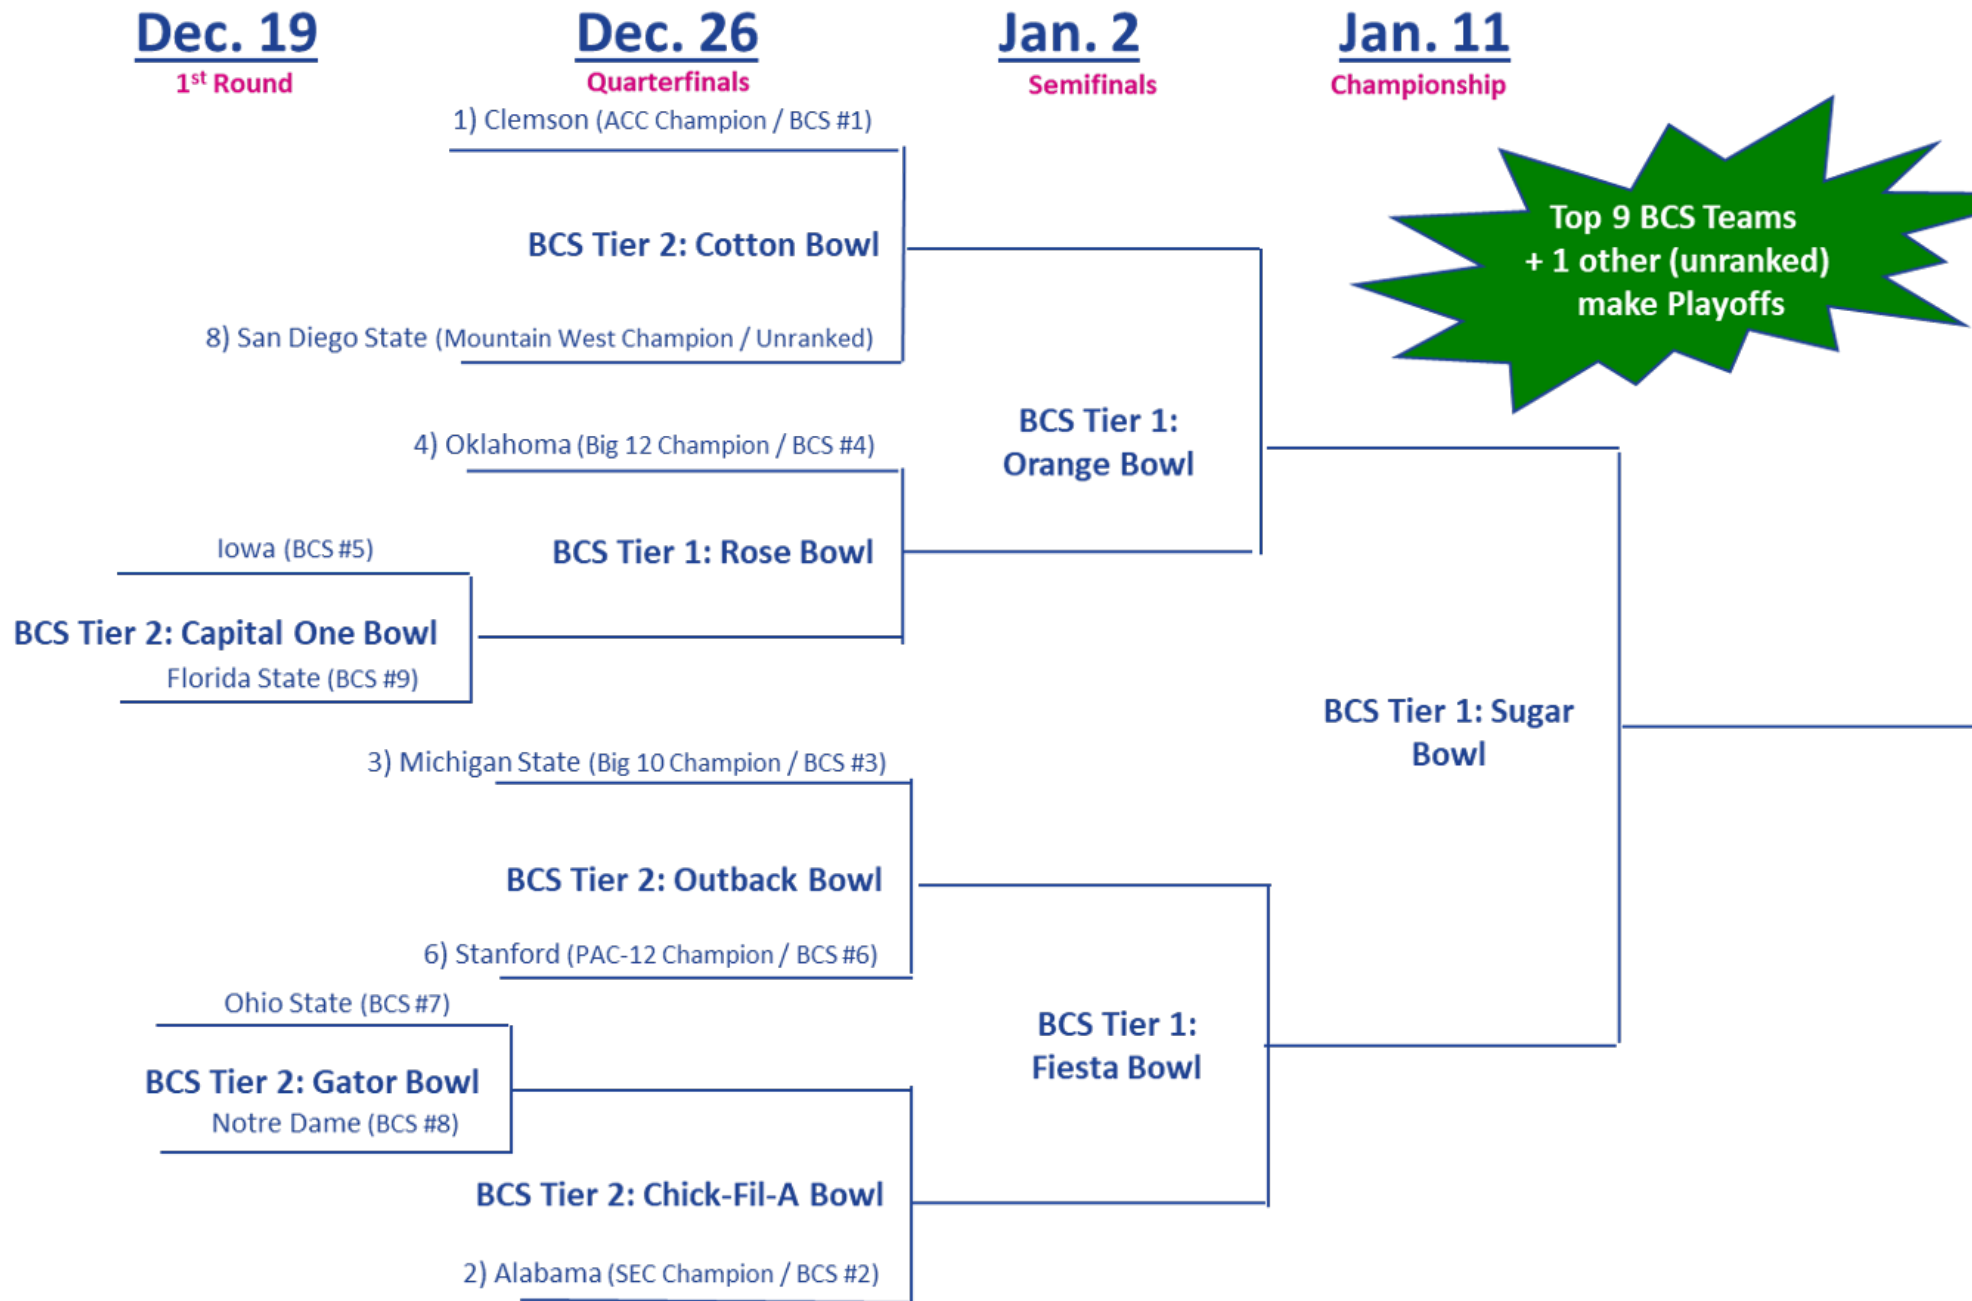 Dec. 19
1st Round
Dec. 26
Quarterfinals
Jan. 2
Semifinals
Jan. 11
Championship
1) Clemson (ACC Champion / BCS #1)
BCS Tier 2: Cotton Bowl
8) San Diego State (Mountain West Champion / Unranked)
Top 9 BCS Teams
+ 1 other (unranked)
make Playoffs
4) Oklahoma (Big 12 Champion / BCS #4)
BCS Tier 1:
Orange Bowl
Iowa (BCS #5)
BCS Tier 1: Rose Bowl
BCS Tier 2: Capital One Bowl
Florida State (BCS #9)
BCS Tier 1: Sugar
Bowl
3) Michigan State (Big 10 Champion / BCS #3)
BCS Tier 2: Outback Bowl
6) Stanford (PAC-12 Champion / BCS #6)
Ohio State (BCS #7)
BCS Tier 1:
Fiesta Bowl
BCS Tier 2: Gator Bowl
Notre Dame (BCS #8)
BCS Tier 2: Chick-Fil-A Bowl
2) Alabama (SEC Champion / BCS #2)